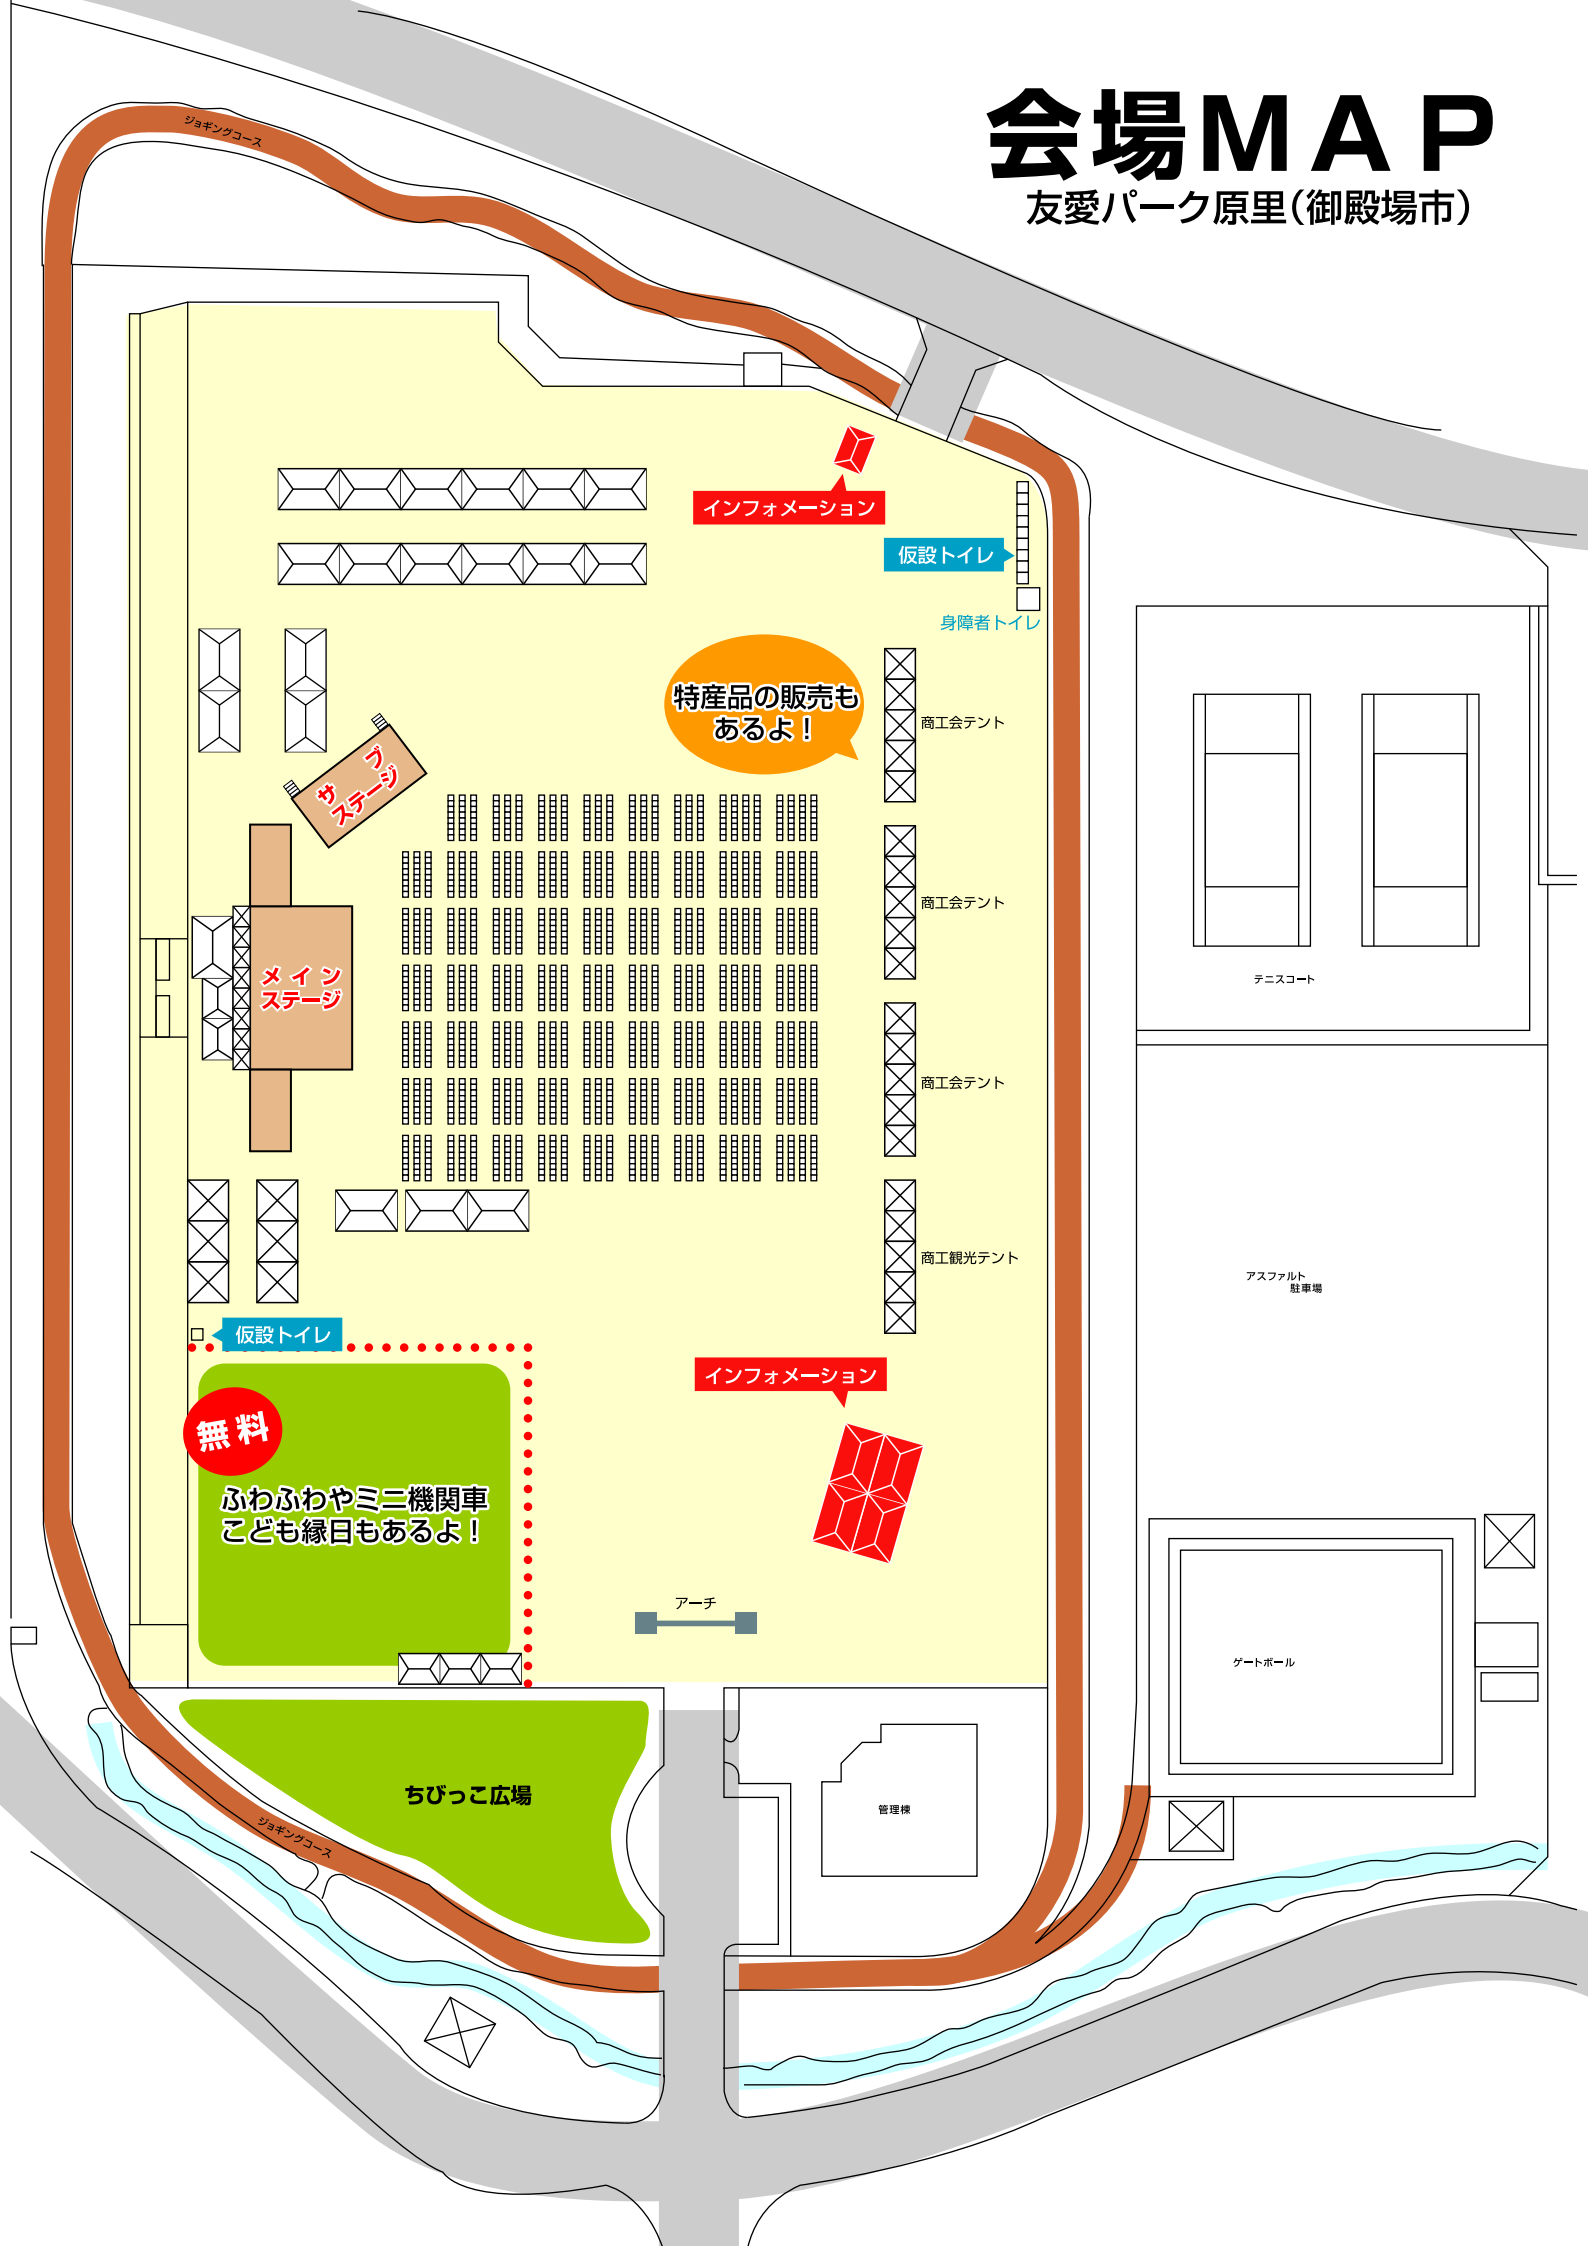 会場MAP
友愛パーク原里(御殿場市)
ジョギングコース
インフォメーション
仮設トイレ
身障者トイレ
特産品の販売も
あるよ！
商工会テント
サブ
ステージ
商工会テント
メイン
ステージ
テニスコート
商工会テント
商工観光テント
アスファルト
駐車場
仮設トイレ
インフォメーション
無料
ふわふわやミニ機関車
こども縁日もあるよ！
アーチ
ゲートボール
ちびっこ広場
管理棟
ジョギングコース